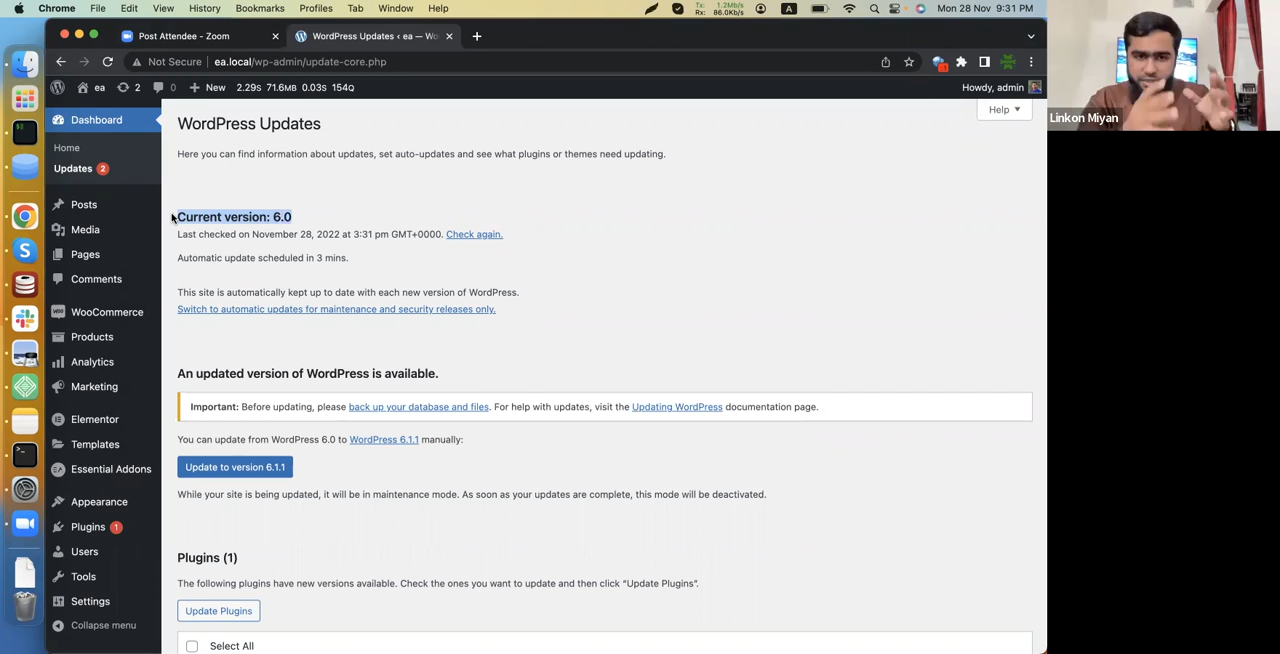 Chrome File Edit View History Bookmarks Profiles Tab Window Help
Tx: 1.2Mb/s
Rx: 86.0Kb/s
A
Mon 28 Nov 9:31 PM
Post Attendee - Zoom
WordPress Updates ‹ ea — Wo
Not Secure ea.local/wp-admin/update-core.php
ea 2 0 New 2.29s 71.6MB 0.03s 154Q
Howdy, admin
Dashboard
Home
Updates 2
Posts
Media
Pages
Comments
WooCommerce
Products
Analytics
Marketing
Elementor
Templates
Essential Addons
Appearance
Plugins 1
Users
Tools
Settings
Collapse menu
Help
WordPress Updates
Here you can find information about updates, set auto-updates and see what plugins or themes need updating.
Current version: 6.0
Last checked on November 28, 2022 at 3:31 pm GMT+0000. Check again.
Automatic update scheduled in 3 mins.
This site is automatically kept up to date with each new version of WordPress.
Switch to automatic updates for maintenance and security releases only.
An updated version of WordPress is available.
Important: Before updating, please back up your database and files. For help with updates, visit the Updating WordPress documentation page.
You can update from WordPress 6.0 to WordPress 6.1.1 manually:
Update to version 6.1.1
While your site is being updated, it will be in maintenance mode. As soon as your updates are complete, this mode will be deactivated.
Plugins (1)
The following plugins have new versions available. Check the ones you want to update and then click “Update Plugins”.
Update Plugins
Select All
Linkon Miyan